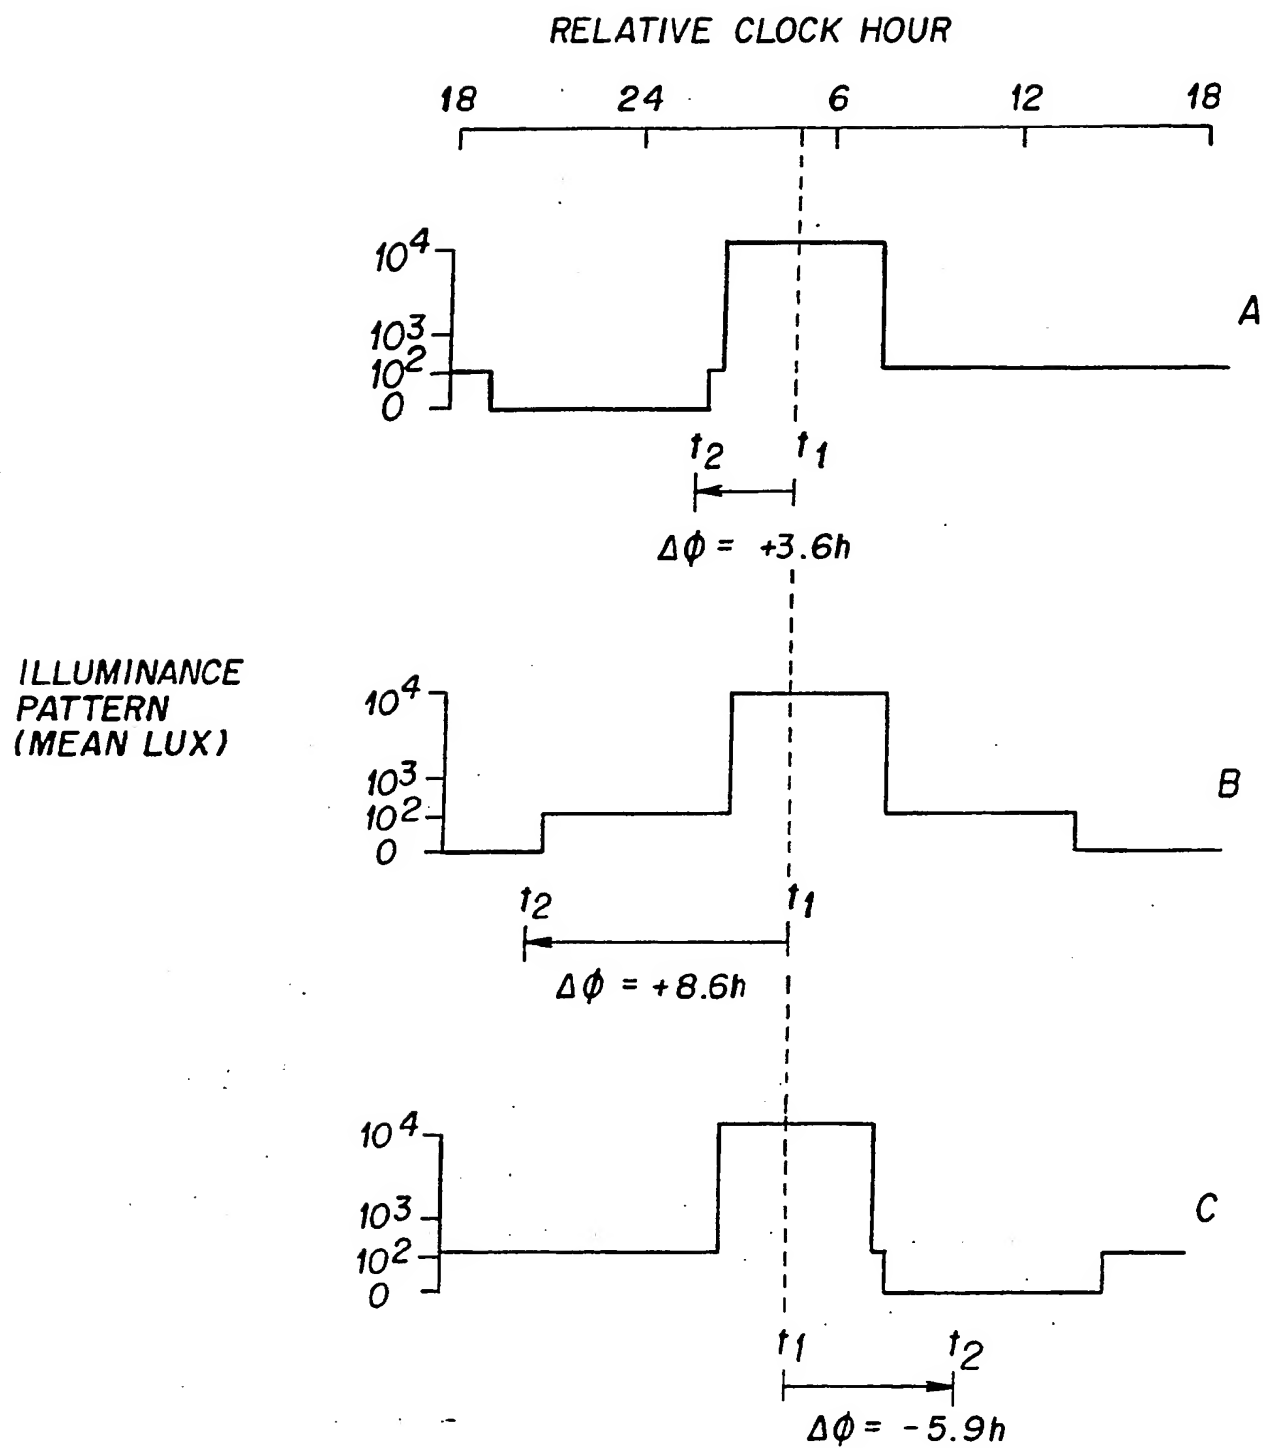 RELATIVE CLOCK HOUR
18 24 6 12 18
10⁴
10³
10²
0
A
t₂ t₁
Δϕ = +3.6h
ILLUMINANCE
PATTERN
(MEAN LUX)
10⁴
10³
10²
0
B
t₂ t₁
Δϕ = +8.6h
10⁴
10³
10²
0
C
t₁ t₂
Δϕ = -5.9h